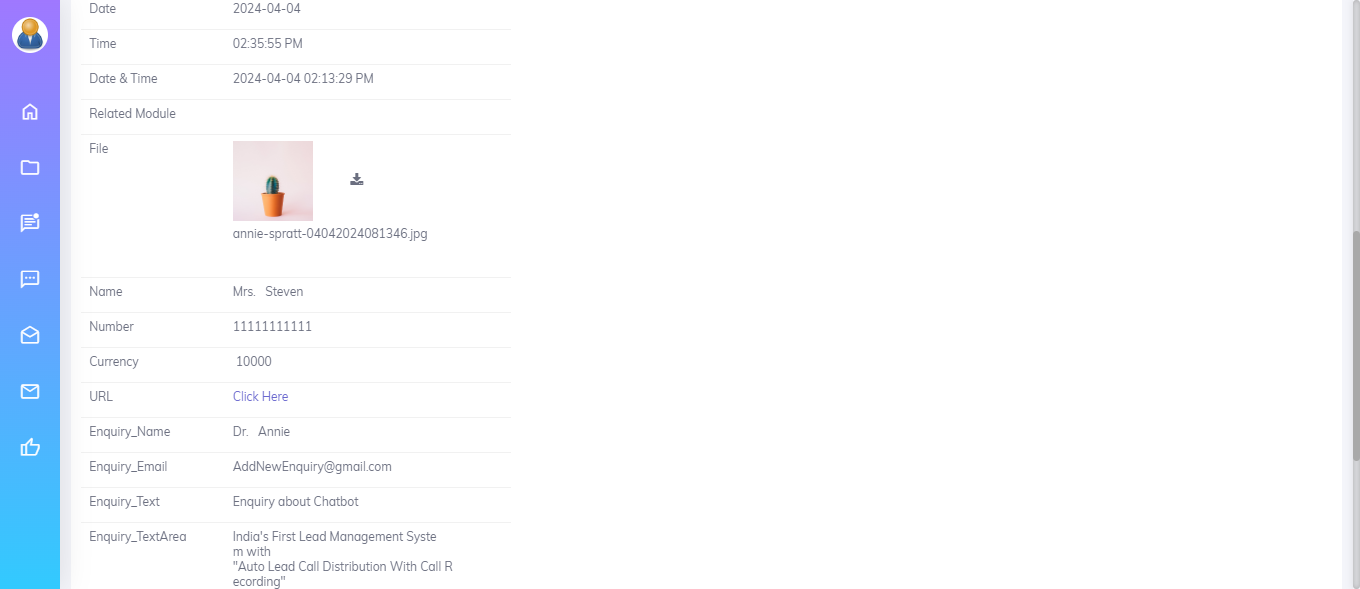 Date 2024-04-04
Time 02:35:55 PM
Date & Time 2024-04-04 02:13:29 PM
Related Module
File
annie-spratt-04042024081346.jpg
Name Mrs. Steven
Number 11111111111
Currency 10000
URL Click Here
Enquiry_Name Dr. Annie
Enquiry_Email AddNewEnquiry@gmail.com
Enquiry_Text Enquiry about Chatbot
Enquiry_TextArea India's First Lead Management Syste
m with
"Auto Lead Call Distribution With Call R
ecording"